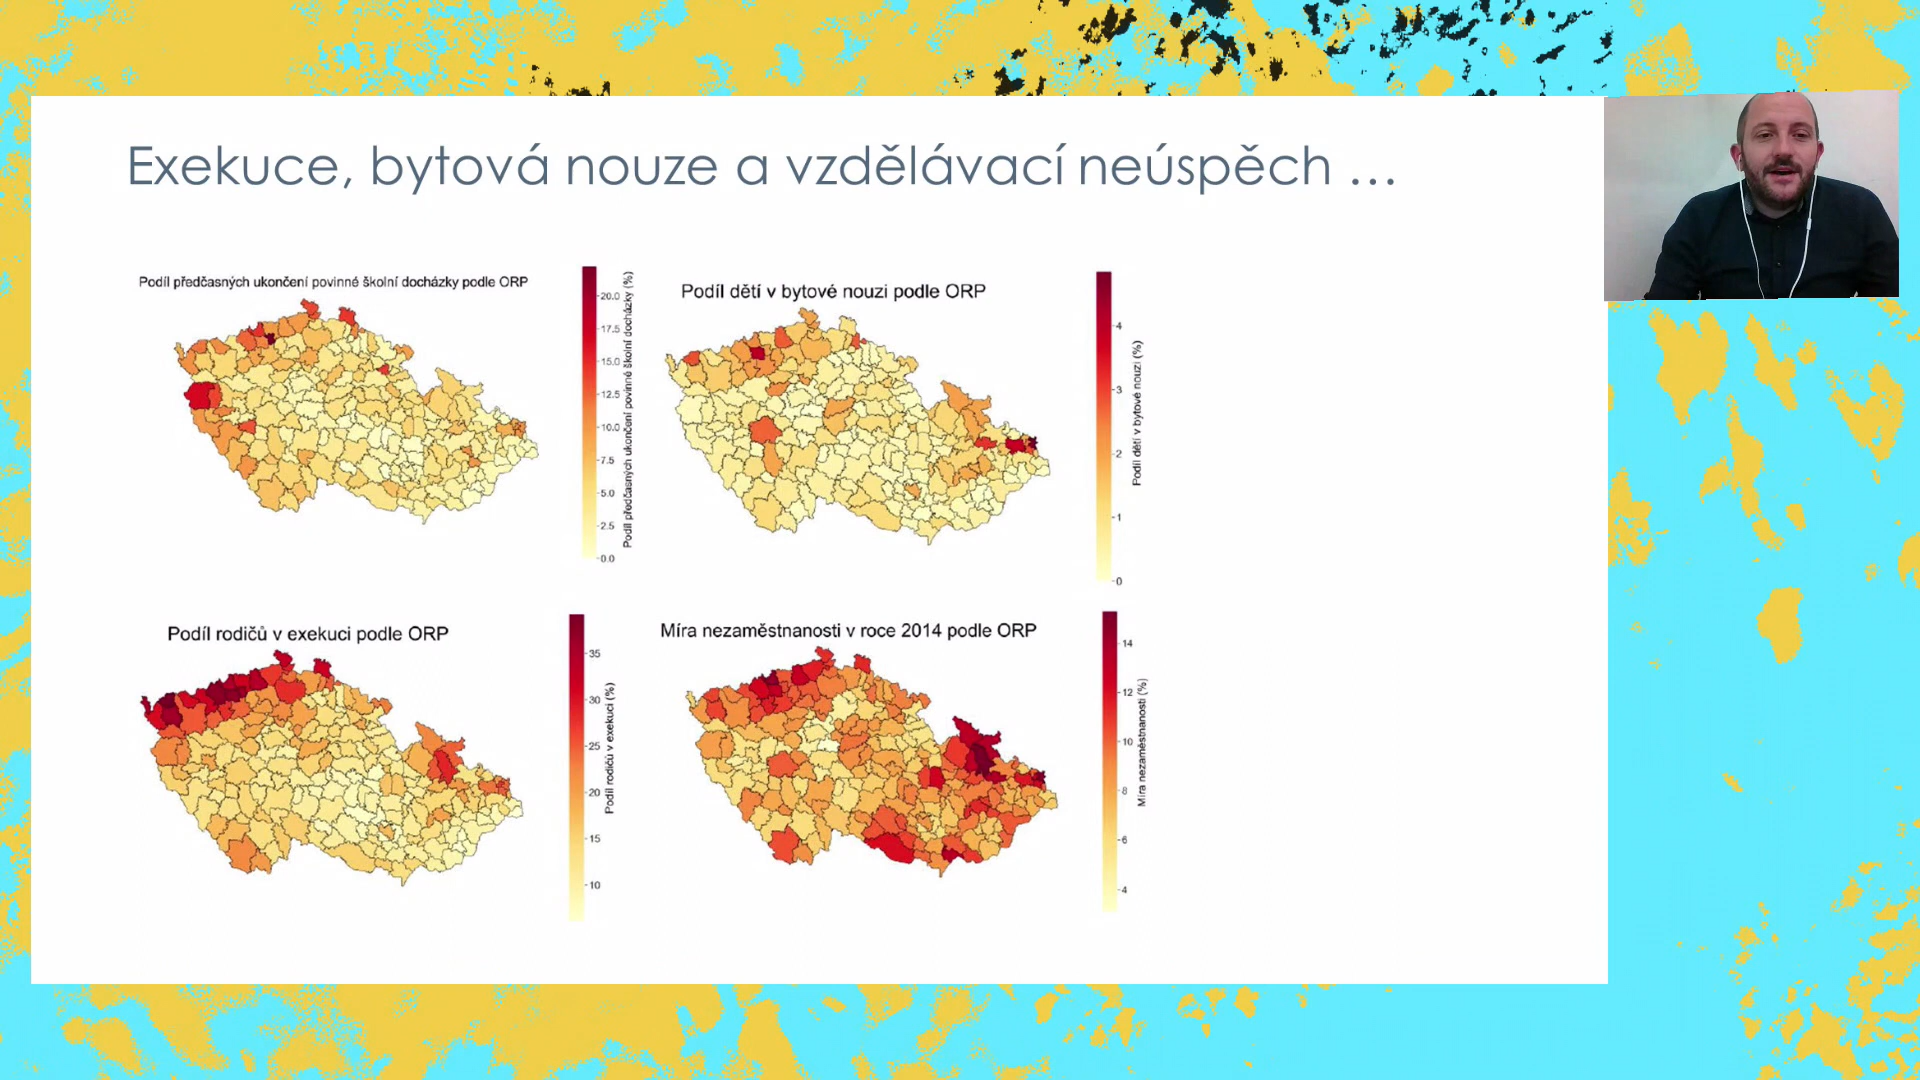 Exekuce, bytová nouze a vzdělávací neúspěch ...
Podíl předčasných ukončení povinné školní docházky podle ORP
20.0
17.5
15.0
12.5
10.0
7.5
5.0
2.5
0.0
Podíl předčasných ukončení povinné školní docházky (%)
Podíl dětí v bytové nouzi podle ORP
4
3
2
1
0
Podíl dětí v bytové nouzi (%)
Podíl rodičů v exekuci podle ORP
35
30
25
20
15
10
Podíl rodičů v exekuci (%)
Míra nezaměstnanosti v roce 2014 podle ORP
14
12
10
8
6
4
Míra nezaměstnanosti (%)